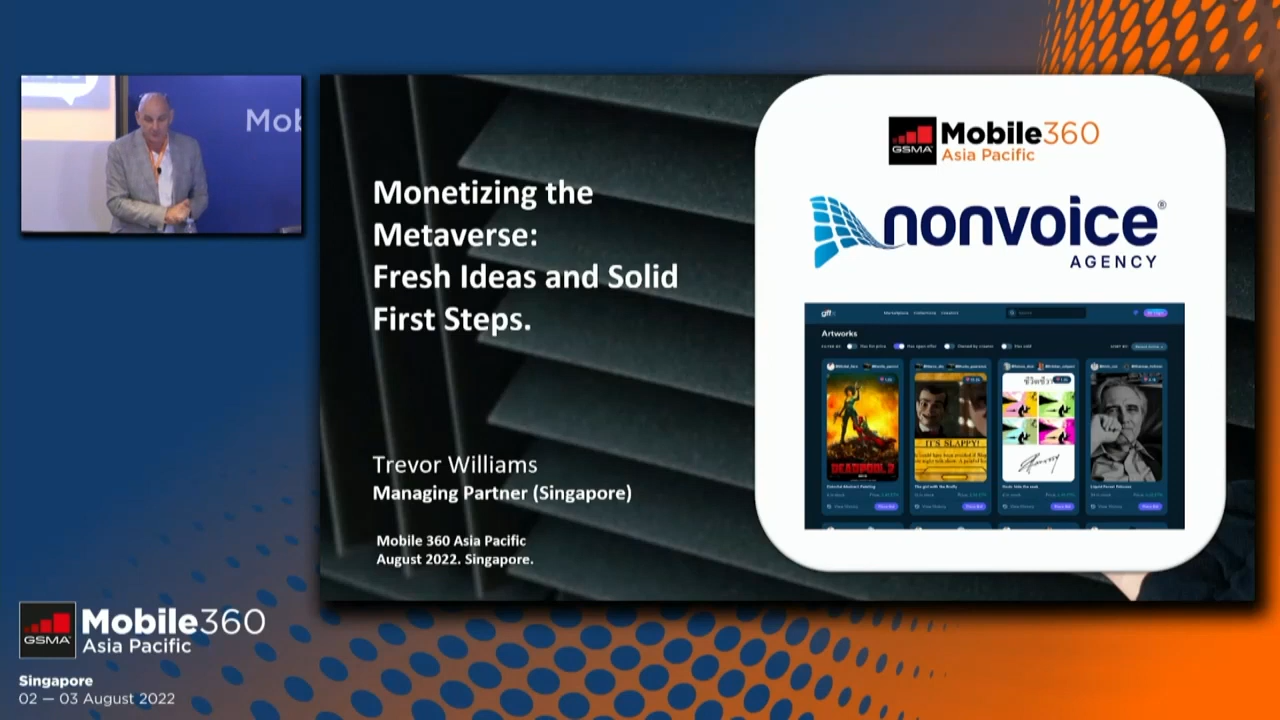 Mob
Monetizing the
Metaverse:
Fresh Ideas and Solid
First Steps.
Trevor Williams
Managing Partner (Singapore)
Mobile 360 Asia Pacific
August 2022. Singapore.
GSMA
Mobile360
Asia Pacific
nonvoice®
AGENCY
Artworks
DEADPOOL 2
IT'S SLAPPY!
GSMA
Mobile360
Asia Pacific
Singapore
02 — 03 August 2022